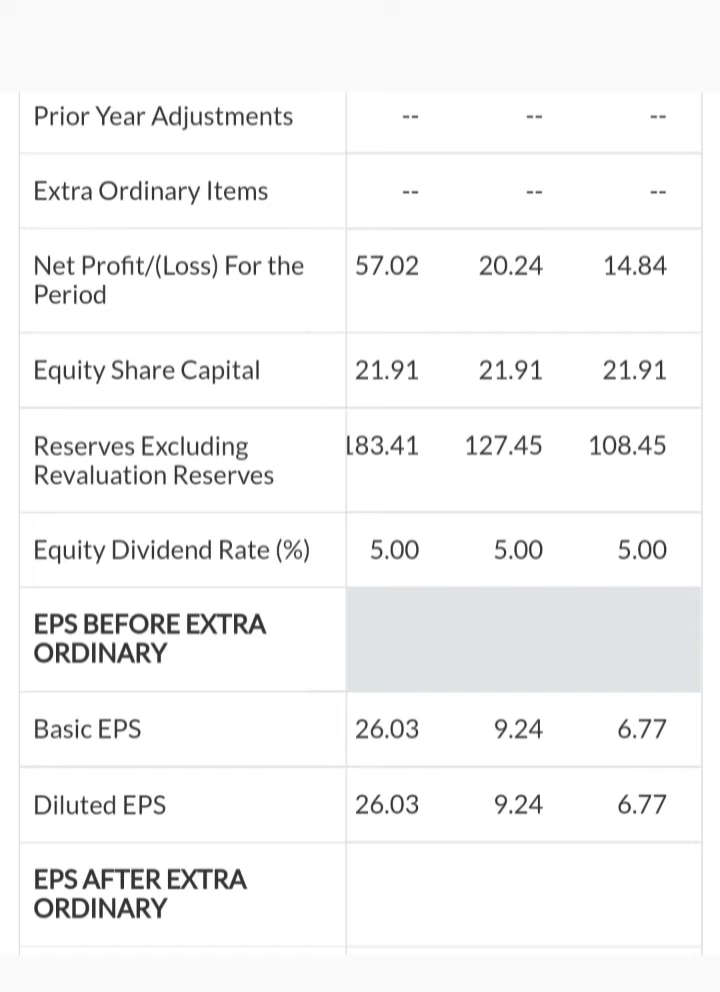 Prior Year Adjustments -- -- --
Extra Ordinary Items -- -- --
Net Profit/(Loss) For the 57.02 20.24 14.84
Period
Equity Share Capital 21.91 21.91 21.91
Reserves Excluding 183.41 127.45 108.45
Revaluation Reserves
Equity Dividend Rate (%) 5.00 5.00 5.00
EPS BEFORE EXTRA
ORDINARY
Basic EPS 26.03 9.24 6.77
Diluted EPS 26.03 9.24 6.77
EPS AFTER EXTRA
ORDINARY